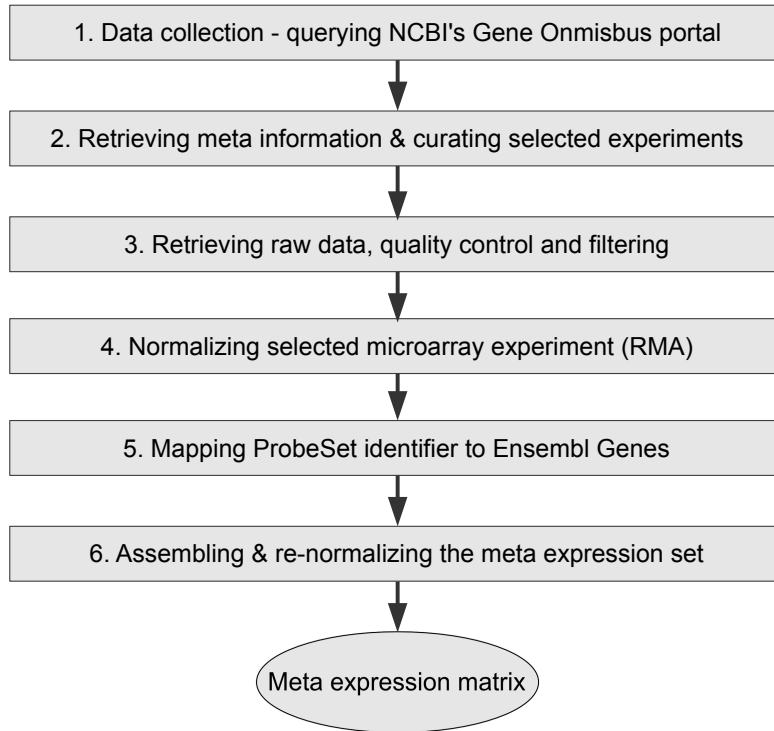 1. Data collection - querying NCBI's Gene Onmisbus portal
2. Retrieving meta information & curating selected experiments
3. Retrieving raw data, quality control and filtering
4. Normalizing selected microarray experiment (RMA)
5. Mapping ProbeSet identifier to Ensembl Genes
6. Assembling & re-normalizing the meta expression set
Meta expression matrix